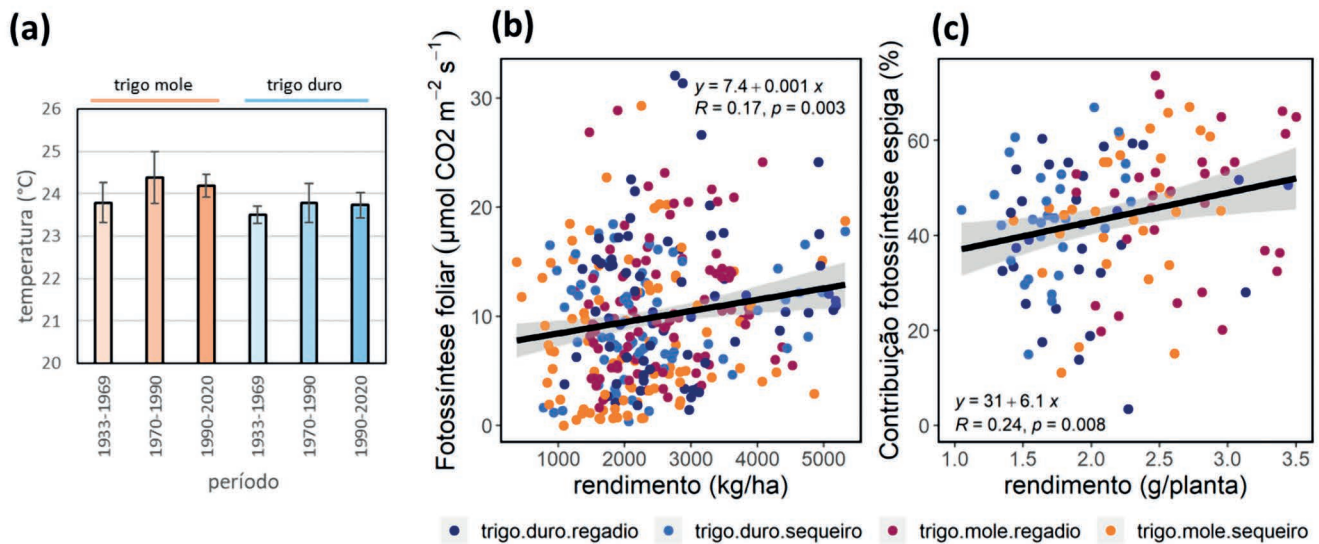 (a)
trigo mole
trigo duro
26
25
24
23
22
21
20
temperatura (°C)
1933-1969
1970-1990
1990-2020
1933-1969
1970-1990
1990-2020
período
(b)
Fotossíntese foliar (µmol CO2 m⁻² s⁻¹)
y = 7.4 + 0.001 x
R = 0.17, p = 0.003
30
20
10
0
1000 2000 3000 4000 5000
rendimento (kg/ha)
(c)
Contribuição fotossíntese espiga (%)
60
40
20
0
y = 31 + 6.1 x
R = 0.24, p = 0.008
1.0 1.5 2.0 2.5 3.0 3.5
rendimento (g/planta)
trigo.duro.regadio trigo.duro.sequeiro trigo.mole.regadio trigo.mole.sequeiro